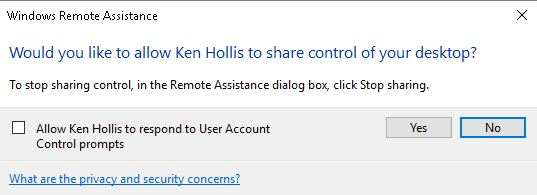 Windows Remote Assistance
Would you like to allow Ken Hollis to share control of your desktop?
To stop sharing control, in the Remote Assistance dialog box, click Stop sharing.
Allow Ken Hollis to respond to User Account
Control prompts
Yes
No
What are the privacy and security concerns?